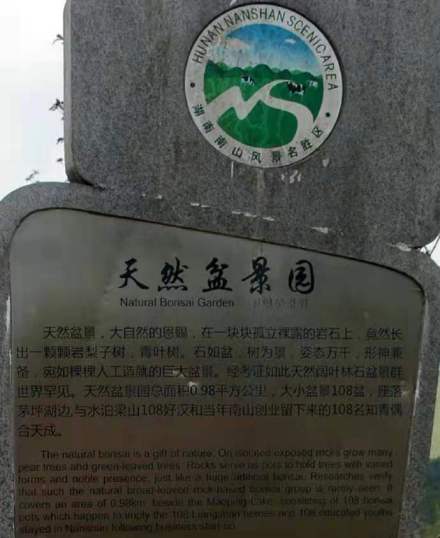 HUNAN NANSHAN SCENIC AREA
湖南南山风景名胜区
天然盆景园
Natural Bonsai Garden
天然盆景，大自然的恩赐，在一块块孤立裸露的岩石上，竟然长
出一颗颗岩梨子树，青叶树。石如盆，树为景，姿态万千，形神兼
备，宛如棵棵人工造就的巨大盆景。经考证如此天然阔叶林石盆景群
世界罕见。天然盆景园总面积0.98平方公里，大小盆景108盆，座落
茅坪湖边,与水泊梁山108好汉和当年南山创业留下来的108名知青偶
合天成。
The natural bonsai is a gift of nature. On isolated exposed rocks grow many
pear trees and green-leaved trees. Rocks serve as pots to hold trees with varied
forms and noble presence, just like a huge artificial bonsai. Researches verify
that such the natural broad-leaved rock-based bonsai group is rarely seen. It
covers an area of 0.98km² beside the Maoping Lake, consisting of 108 bonsai
pots which happen to imply the 108 Liangshan heroes and 108 educated youths
stayed in Nanshan following business start-up.